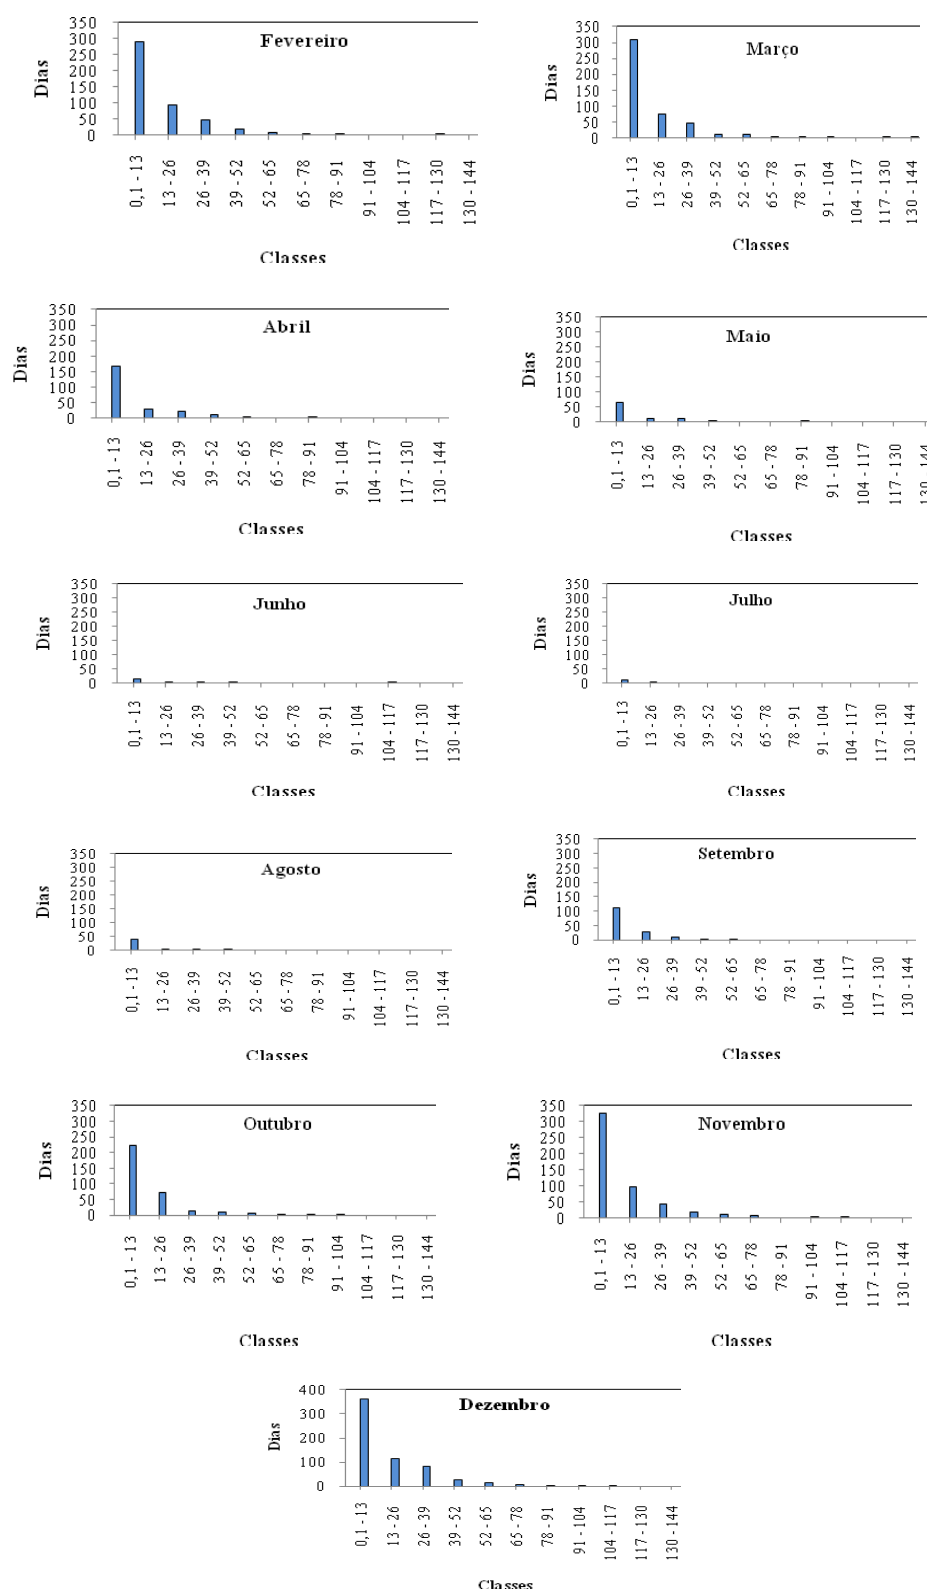 Fevereiro
Dias
350
300
250
200
150
100
50
0
0,1 - 13
13 - 26
26 - 39
39 - 52
52 - 65
65 - 78
78 - 91
91 - 104
104 - 117
117 - 130
130 - 144
Classes
Março
Dias
350
300
250
200
150
100
50
0
0,1 - 13
13 - 26
26 - 39
39 - 52
52 - 65
65 - 78
78 - 91
91 - 104
104 - 117
117 - 130
130 - 144
Classes
Abril
Dias
350
300
250
200
150
100
50
0
0,1 - 13
13 - 26
26 - 39
39 - 52
52 - 65
65 - 78
78 - 91
91 - 104
104 - 117
117 - 130
130 - 144
Classes
Maio
Dias
350
300
250
200
150
100
50
0
0,1 - 13
13 - 26
26 - 39
39 - 52
52 - 65
65 - 78
78 - 91
91 - 104
104 - 117
117 - 130
130 - 144
Classes
Junho
Dias
350
300
250
200
150
100
50
0
0,1 - 13
13 - 26
26 - 39
39 - 52
52 - 65
65 - 78
78 - 91
91 - 104
104 - 117
117 - 130
130 - 144
Classes
Julho
Dias
350
300
250
200
150
100
50
0
0,1 - 13
13 - 26
26 - 39
39 - 52
52 - 65
65 - 78
78 - 91
91 - 104
104 - 117
117 - 130
130 - 144
Classes
Agosto
Dias
350
300
250
200
150
100
50
0
0,1 - 13
13 - 26
26 - 39
39 - 52
52 - 65
65 - 78
78 - 91
91 - 104
104 - 117
117 - 130
130 - 144
Classes
Setembro
Dias
350
300
250
200
150
100
50
0
0,1 - 13
13 - 26
26 - 39
39 - 52
52 - 65
65 - 78
78 - 91
91 - 104
104 - 117
117 - 130
130 - 144
Classes
Outubro
Dias
350
300
250
200
150
100
50
0
0,1 - 13
13 - 26
26 - 39
39 - 52
52 - 65
65 - 78
78 - 91
91 - 104
104 - 117
117 - 130
130 - 144
Classes
Novembro
Dias
350
300
250
200
150
100
50
0
0,1 - 13
13 - 26
26 - 39
39 - 52
52 - 65
65 - 78
78 - 91
91 - 104
104 - 117
117 - 130
130 - 144
Classes
Dezembro
Dias
400
300
200
100
0
0,1 - 13
13 - 26
26 - 39
39 - 52
52 - 65
65 - 78
78 - 91
91 - 104
104 - 117
117 - 130
130 - 144
Classes